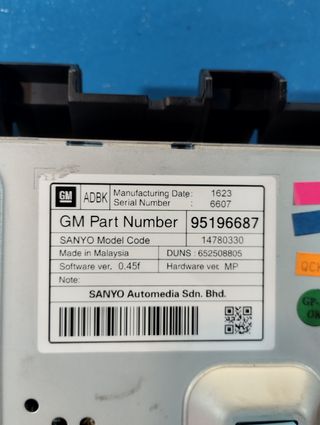 GM ADBK Manufacturing Date: 1623
Serial Number : 6607
GM Part Number 95196687
SANYO Model Code 14780330
Made in Malaysia DUNS : 652508805
Software ver. 0.45f Hardware ver. MP
Note:
SANYO Automedia Sdn. Bhd.